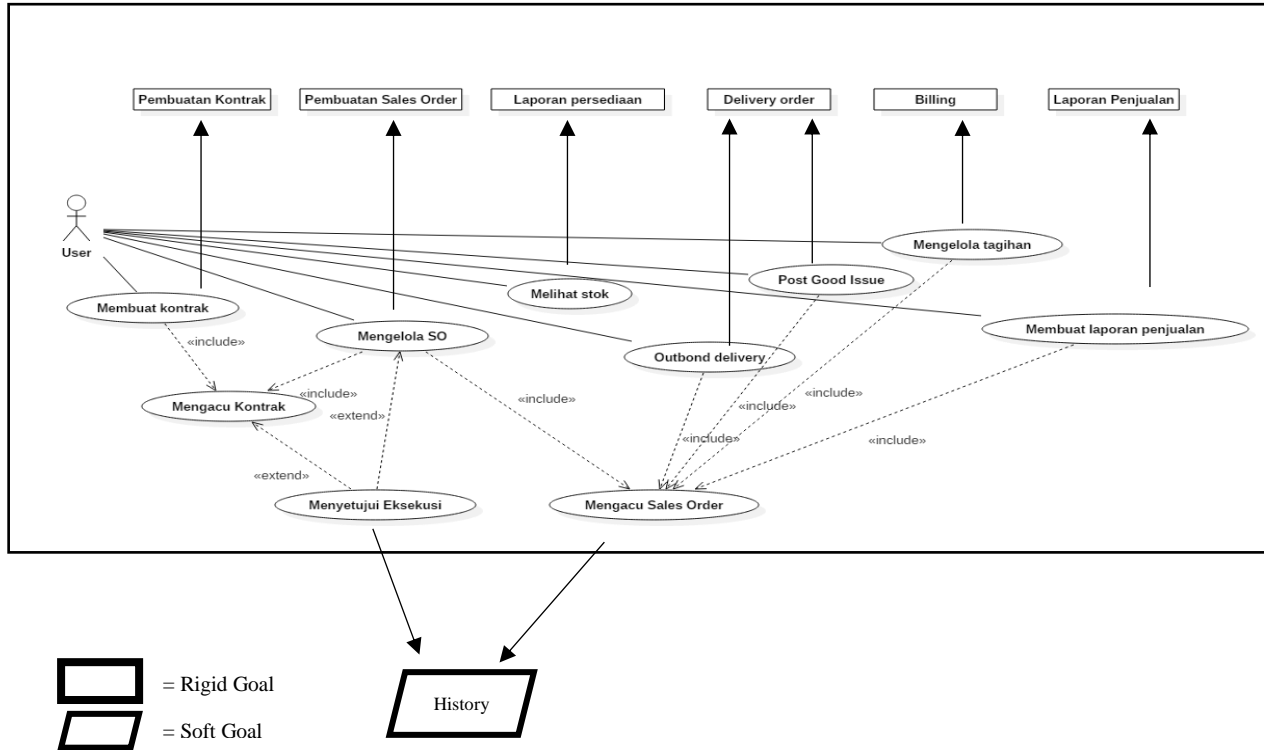 Pembuatan Kontrak
Pembuatan Sales Order
Laporan persediaan
Delivery order
Billing
Laporan Penjualan
User
Mengelola tagihan
Post Good Issue
Melihat stok
Membuat kontrak
Mengelola SO
Membuat laporan penjualan
Outbond delivery
«include»
«include»
«include»
«include»
Mengacu Kontrak
«extend»
«include»
«include»
«include»
«extend»
Menyetujui Eksekusi
Mengacu Sales Order
= Rigid Goal
History
= Soft Goal